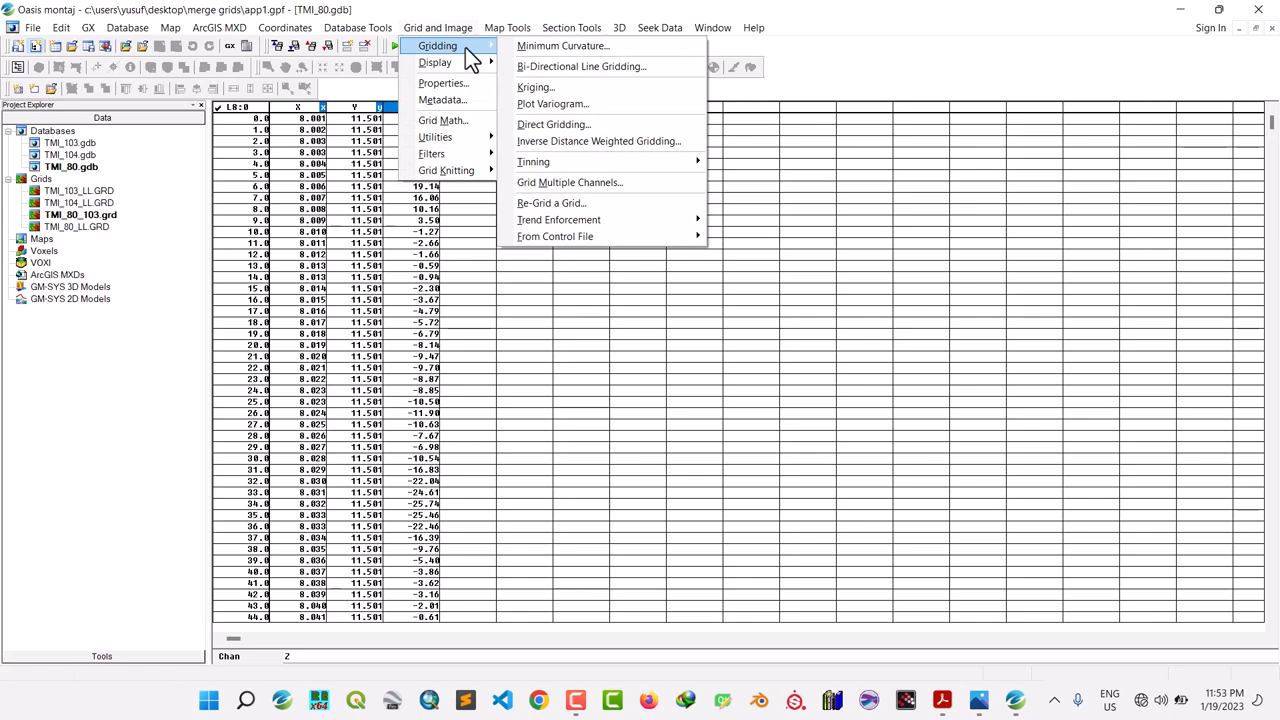 Oasis montaj - c:\users\yusuf\desktop\merge grids\app1.gpf - [TMI_80.gdb]
File Edit GX Database Map ArcGIS MXD Coordinates Database Tools Grid and Image Map Tools Section Tools 3D Seek Data Window Help Sign In
GX
Project Explorer
Data
Databases
TMI_103.gdb
TMI_104.gdb
TMI_80.gdb
Grids
TMI_103_LL.GRD
TMI_104_LL.GRD
TMI_80_103.grd
TMI_80_LL.GRD
Maps
Voxels
VOXI
ArcGIS MXDs
GM-SYS 3D Models
GM-SYS 2D Models
Tools
Gridding
Display
Properties...
Metadata...
Grid Math...
Utilities
Filters
Grid Knitting
Minimum Curvature...
Bi-Directional Line Gridding...
Kriging...
Plot Variogram...
Direct Gridding...
Inverse Distance Weighted Gridding...
Tinning
Grid Multiple Channels...
Re-Grid a Grid...
Trend Enforcement
From Control File
L8:0 X x Y y
0.0 8.001 11.501
1.0 8.002 11.501
2.0 8.003 11.501
3.0 8.003 11.501
4.0 8.004 11.501
5.0 8.005 11.501
6.0 8.006 11.501 19.14
7.0 8.007 11.501 16.06
8.0 8.008 11.501 10.16
9.0 8.009 11.501 3.50
10.0 8.010 11.501 -1.27
11.0 8.011 11.501 -2.66
12.0 8.012 11.501 -1.66
13.0 8.013 11.501 -0.59
14.0 8.013 11.501 -0.94
15.0 8.014 11.501 -2.30
16.0 8.015 11.501 -3.67
17.0 8.016 11.501 -4.79
18.0 8.017 11.501 -5.72
19.0 8.018 11.501 -6.79
20.0 8.019 11.501 -8.14
21.0 8.020 11.501 -9.47
22.0 8.021 11.501 -9.70
23.0 8.022 11.501 -8.87
24.0 8.023 11.501 -8.85
25.0 8.023 11.501 -10.50
26.0 8.024 11.501 -11.90
27.0 8.025 11.501 -10.63
28.0 8.026 11.501 -7.67
29.0 8.027 11.501 -6.98
30.0 8.028 11.501 -10.54
31.0 8.029 11.501 -16.83
32.0 8.030 11.501 -22.04
33.0 8.031 11.501 -24.61
34.0 8.032 11.501 -25.74
35.0 8.033 11.501 -25.46
36.0 8.033 11.501 -22.46
37.0 8.034 11.501 -16.39
38.0 8.035 11.501 -9.76
39.0 8.036 11.501 -5.40
40.0 8.037 11.501 -3.86
41.0 8.038 11.501 -3.62
42.0 8.039 11.501 -3.16
43.0 8.040 11.501 -2.01
44.0 8.041 11.501 -0.61
Chan Z
ENG
US
11:53 PM
1/19/2023